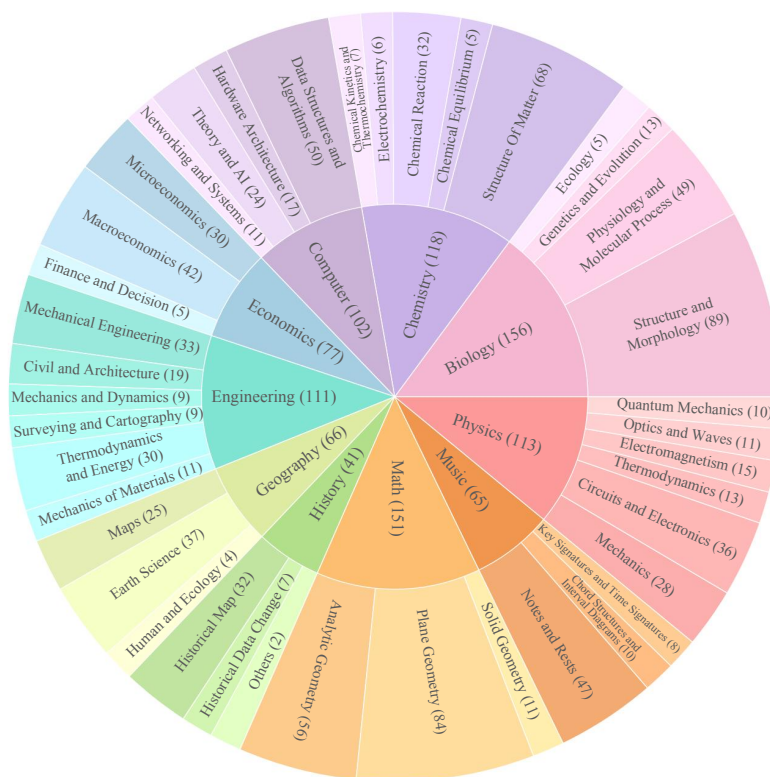 Chemical Kinetics and
Thermochemistry (7)
Electrochemistry (6)
Chemical Reaction (32)
Chemical Equilibrium (5)
Structure Of Matter (68)
Ecology (5)
Genetics and Evolution (13)
Physiology and
Molecular Process (49)
Structure and
Morphology (89)
Quantum Mechanics (10)
Optics and Waves (11)
Electromagnetism (15)
Thermodynamics (13)
Circuits and Electronics (36)
Mechanics (28)
Key Signatures and Time Signatures (8)
Chord Structures and
Interval Diagrams (10)
Notes and Rests (47)
Solid Geometry (11)
Plane Geometry (84)
Analytic Geometry (56)
Others (2)
Historical Data Change (7)
Historical Map (32)
Human and Ecology (4)
Earth Science (37)
Maps (25)
Mechanics of Materials (11)
Thermodynamics
and Energy (30)
Surveying and Cartography (9)
Mechanics and Dynamics (9)
Civil and Architecture (19)
Mechanical Engineering (33)
Finance and Decision (5)
Macroeconomics (42)
Microeconomics (30)
Networking and Systems (11)
Theory and AI (24)
Hardware Architecture (17)
Data Structures and
Algorithms (50)
Chemistry (118)
Biology (156)
Physics (113)
Music (65)
Math (151)
History (41)
Geography (66)
Engineering (111)
Economics (77)
Computer (102)